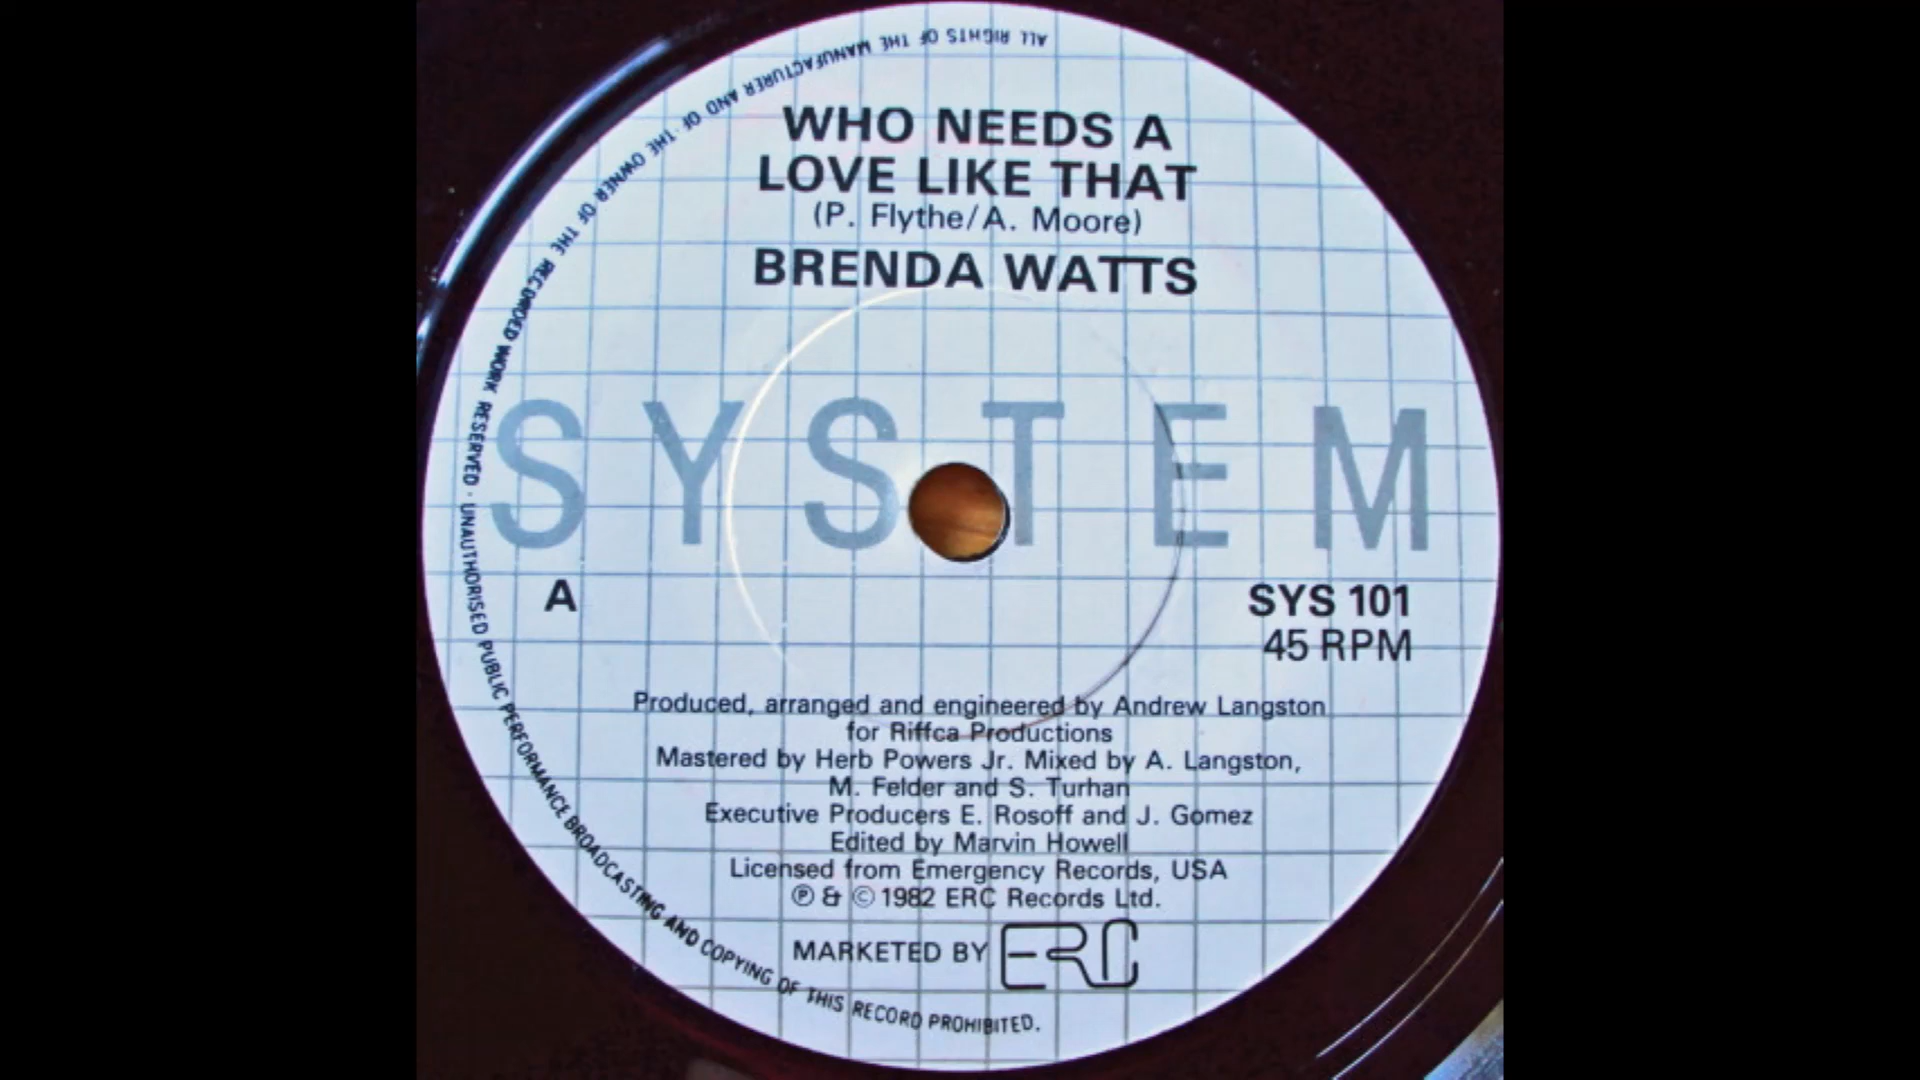 WHO NEEDS A
LOVE LIKE THAT
(P. Flythe/A. Moore)
BRENDA WATTS
SYSTEM
A
SYS 101
45 RPM
Produced, arranged and engineered by Andrew Langston
for Riffca Productions
Mastered by Herb Powers Jr. Mixed by A. Langston,
M. Felder and S. Turhan
Executive Producers E. Rosoff and J. Gomez
Edited by Marvin Howell
Licensed from Emergency Records, USA
Ⓟ & © 1982 ERC Records Ltd.
MARKETED BY ERC
ALL RIGHTS OF THE MANUFACTURER AND OF THE OWNER OF THE RECORDED WORK RESERVED · UNAUTHORISED PUBLIC PERFORMANCE BROADCASTING AND COPYING OF THIS RECORD PROHIBITED.